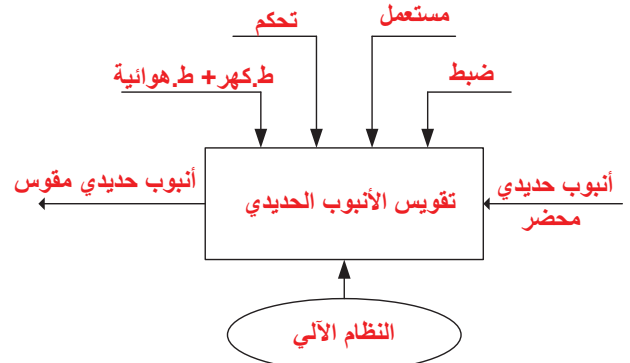 مستعمل
تحكم
ضبط
ط.كهر+ ط.هوائية
أنبوب حديدي
محضر
تقويس الأنبوب الحديدي
أنبوب حديدي مقوس
النظام الآلي